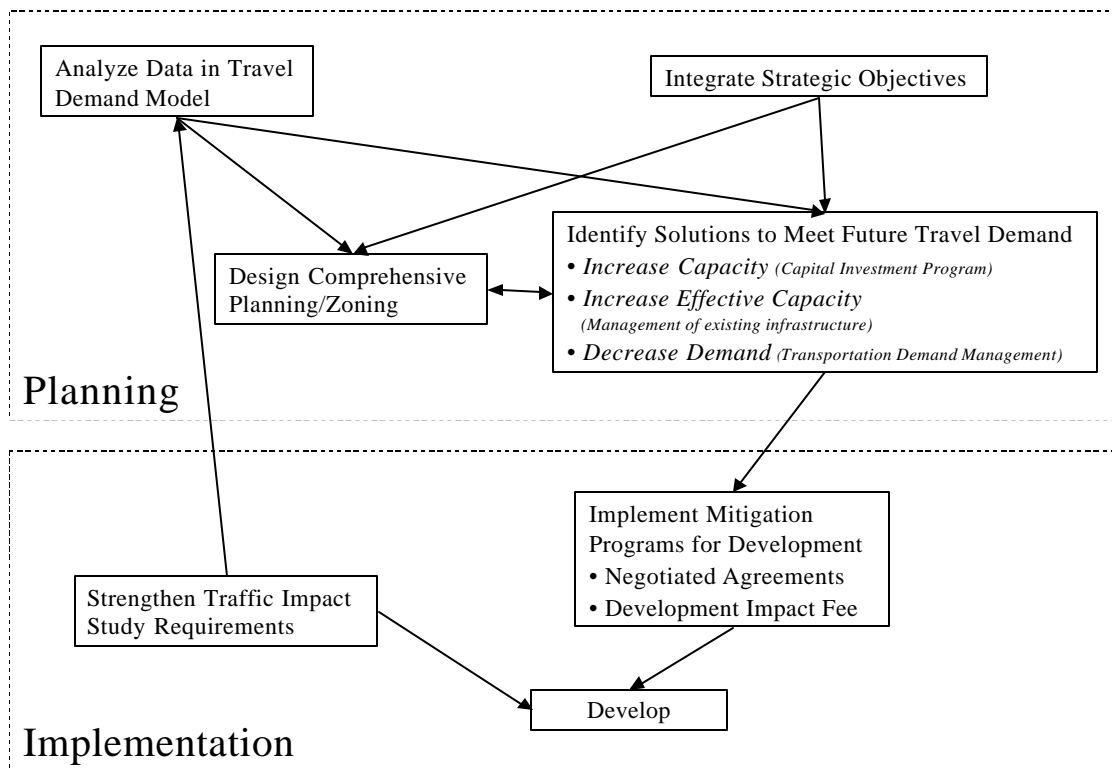 Analyze Data in Travel
Demand Model
Integrate Strategic Objectives
Design Comprehensive
Planning/Zoning
Identify Solutions to Meet Future Travel Demand
• Increase Capacity (Capital Investment Program)
• Increase Effective Capacity
(Management of existing infrastructure)
• Decrease Demand (Transportation Demand Management)
Planning
Implement Mitigation
Programs for Development
• Negotiated Agreements
• Development Impact Fee
Strengthen Traffic Impact
Study Requirements
Develop
Implementation